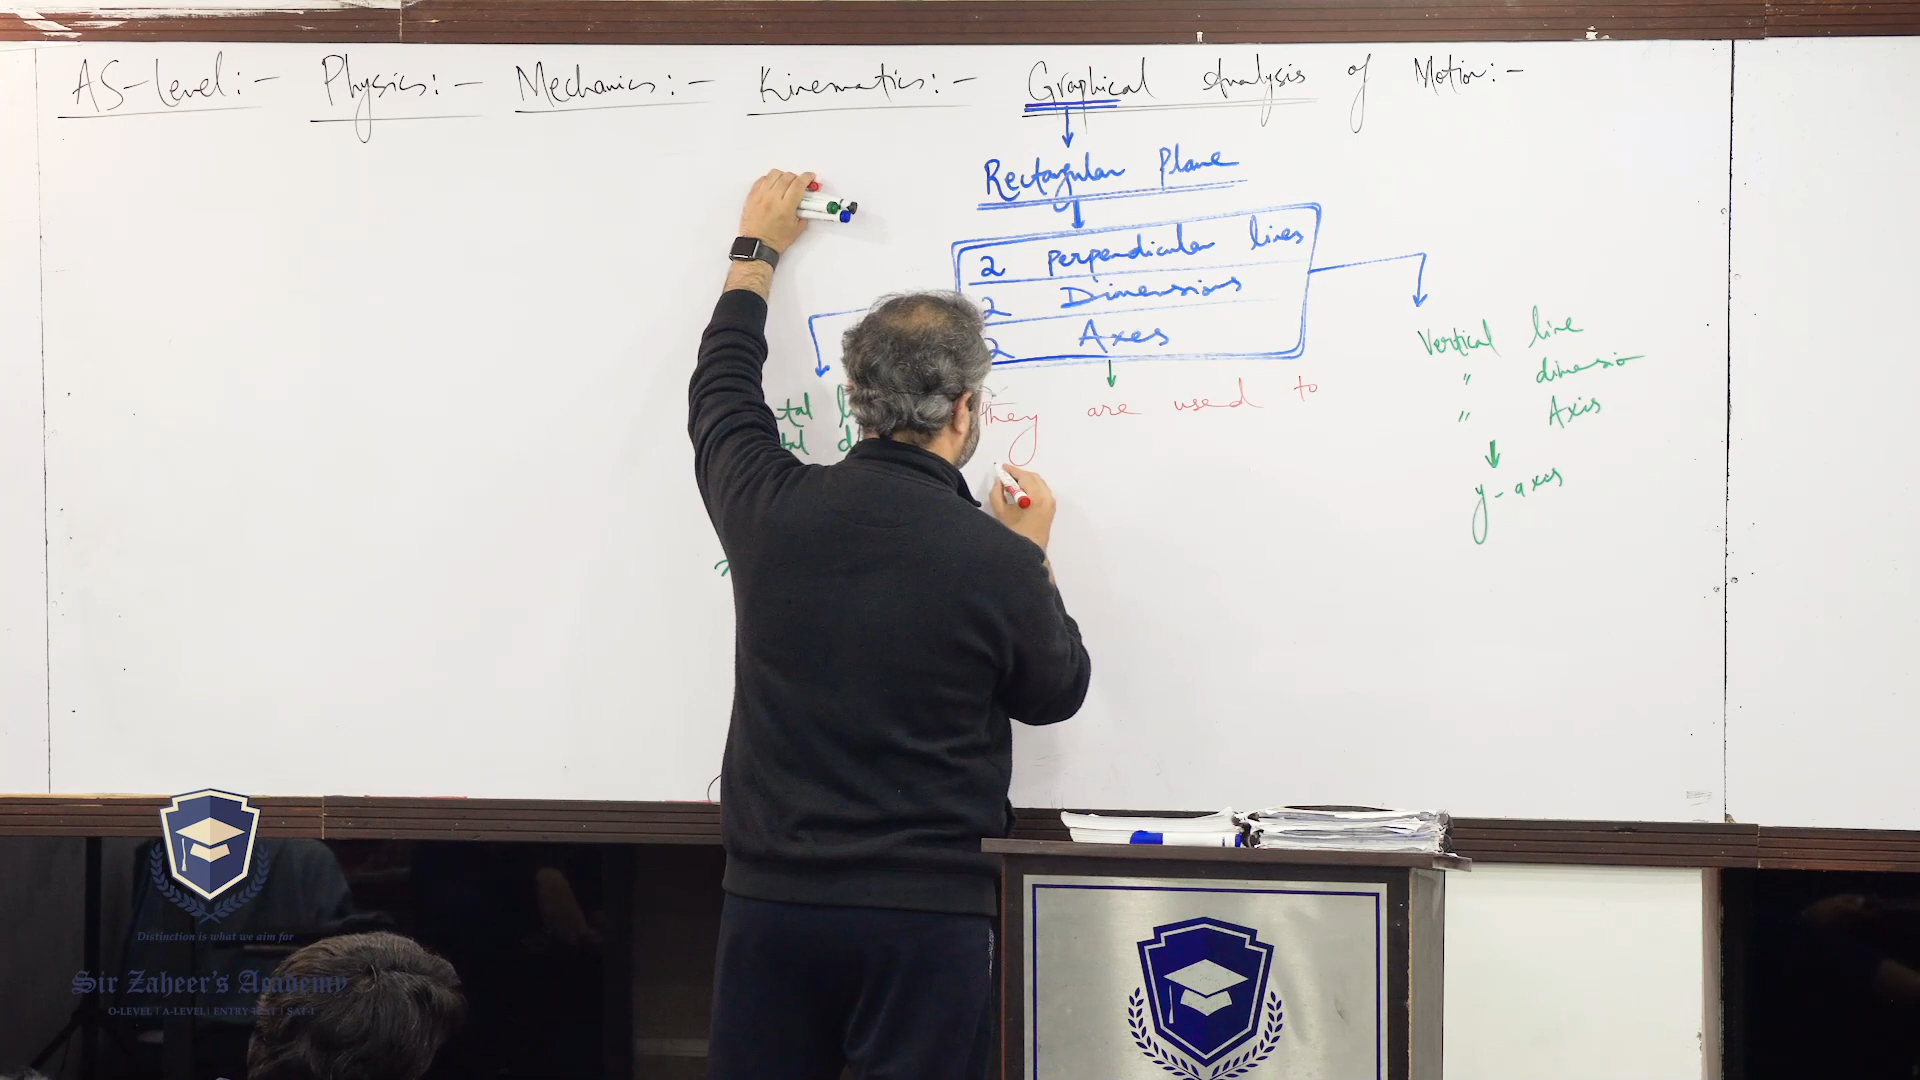 AS-Level:- Physics:- Mechanics:- Kinematics:- Graphical Analysis of Motion:-
Rectangular Plane
2 Perpendicular lines
2 Dimensions
2 Axes
tal
tal d
They are used to
Vertical line
" dimension
" Axis
y-axes
Distinction is what we aim for
Sir Zaheer's Academy
O-LEVEL | A-LEVEL | ENTRY TEST | SAT-I